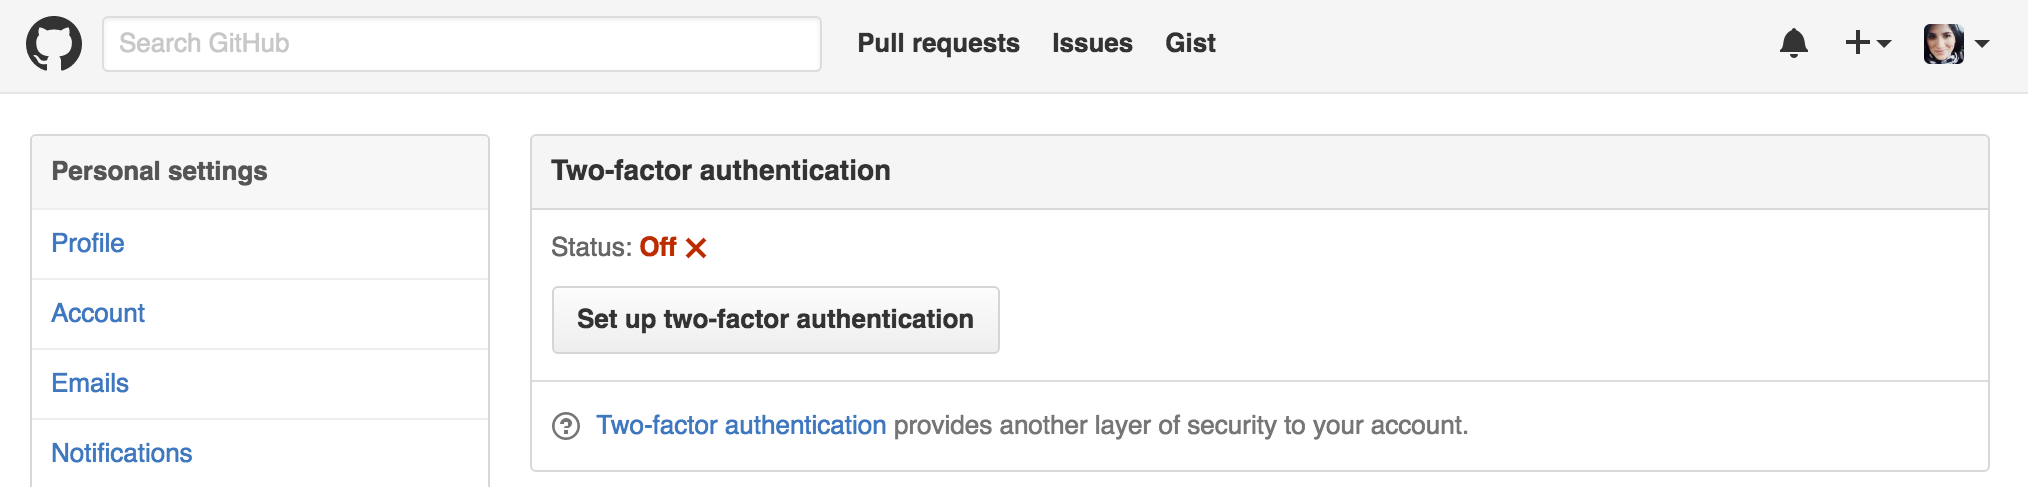 Search GitHub
Pull requests
Issues
Gist
Personal settings
Profile
Account
Emails
Notifications
Two-factor authentication
Status: Off
Set up two-factor authentication
Two-factor authentication provides another layer of security to your account.